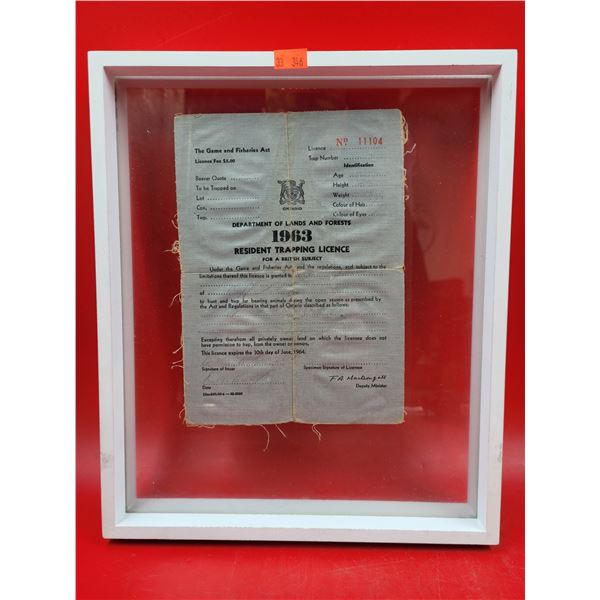 33 346
The Game and Fisheries Act
Licence Fee $5.00
Beaver Quota
To be Trapped on
Lot
Con.
Twp.
Licence Nº 11104
Trap Number
Identification
Age
Height
Weight
Colour of Hair
Colour of Eyes
ONTARIO
DEPARTMENT OF LANDS AND FORESTS
1963
RESIDENT TRAPPING LICENCE
FOR A BRITISH SUBJECT
Under the Game and Fisheries Act and the regulations, and subject to the
limitations thereof this licence is granted to
of
to hunt and trap fur bearing animals during the open season as prescribed by
the Act and Regulations in that part of Ontario described as follows:
Excepting therefrom all privately owned land on which the licensee does not
have permission to trap, from the owner or owners.
This licence expires the 30th day of June, 1964.
Signature of Issuer
Specimen Signature of Licensee
Date
Deputy Minister